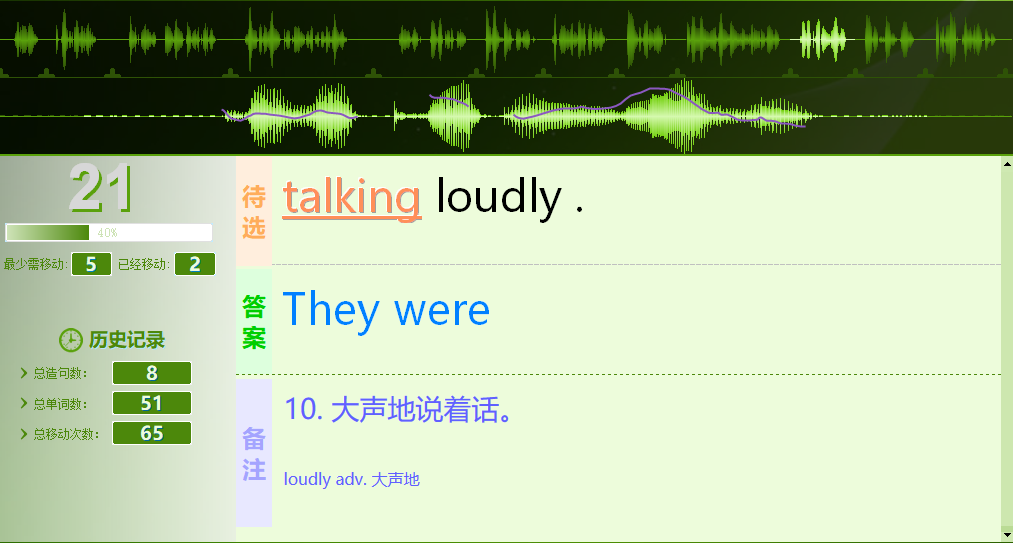 21
40%
最少需移动: 5 已经移动: 2
历史记录
总造句数: 8
总单词数: 51
总移动次数: 65
待选
talking loudly .
答案
They were
备注
10. 大声地说着话。
loudly adv. 大声地